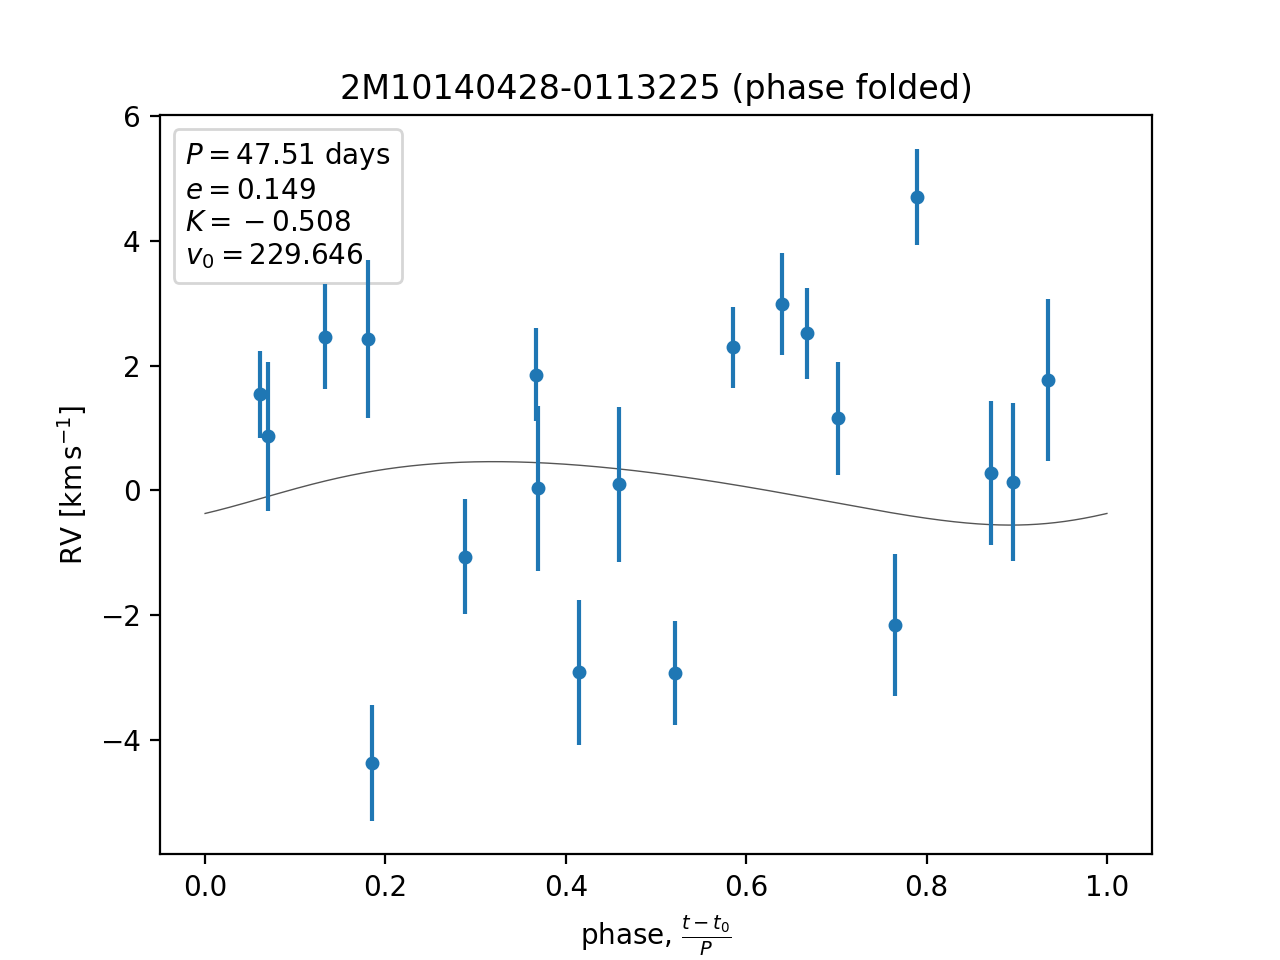 2M10140428-0113225 (phase folded)
P = 47.51 days
e = 0.149
K = −0.508
v₀ = 229.646
6
4
2
0
−2
−4
RV [km s⁻¹]
0.0 0.2 0.4 0.6 0.8 1.0
phase, (t − t₀)/P